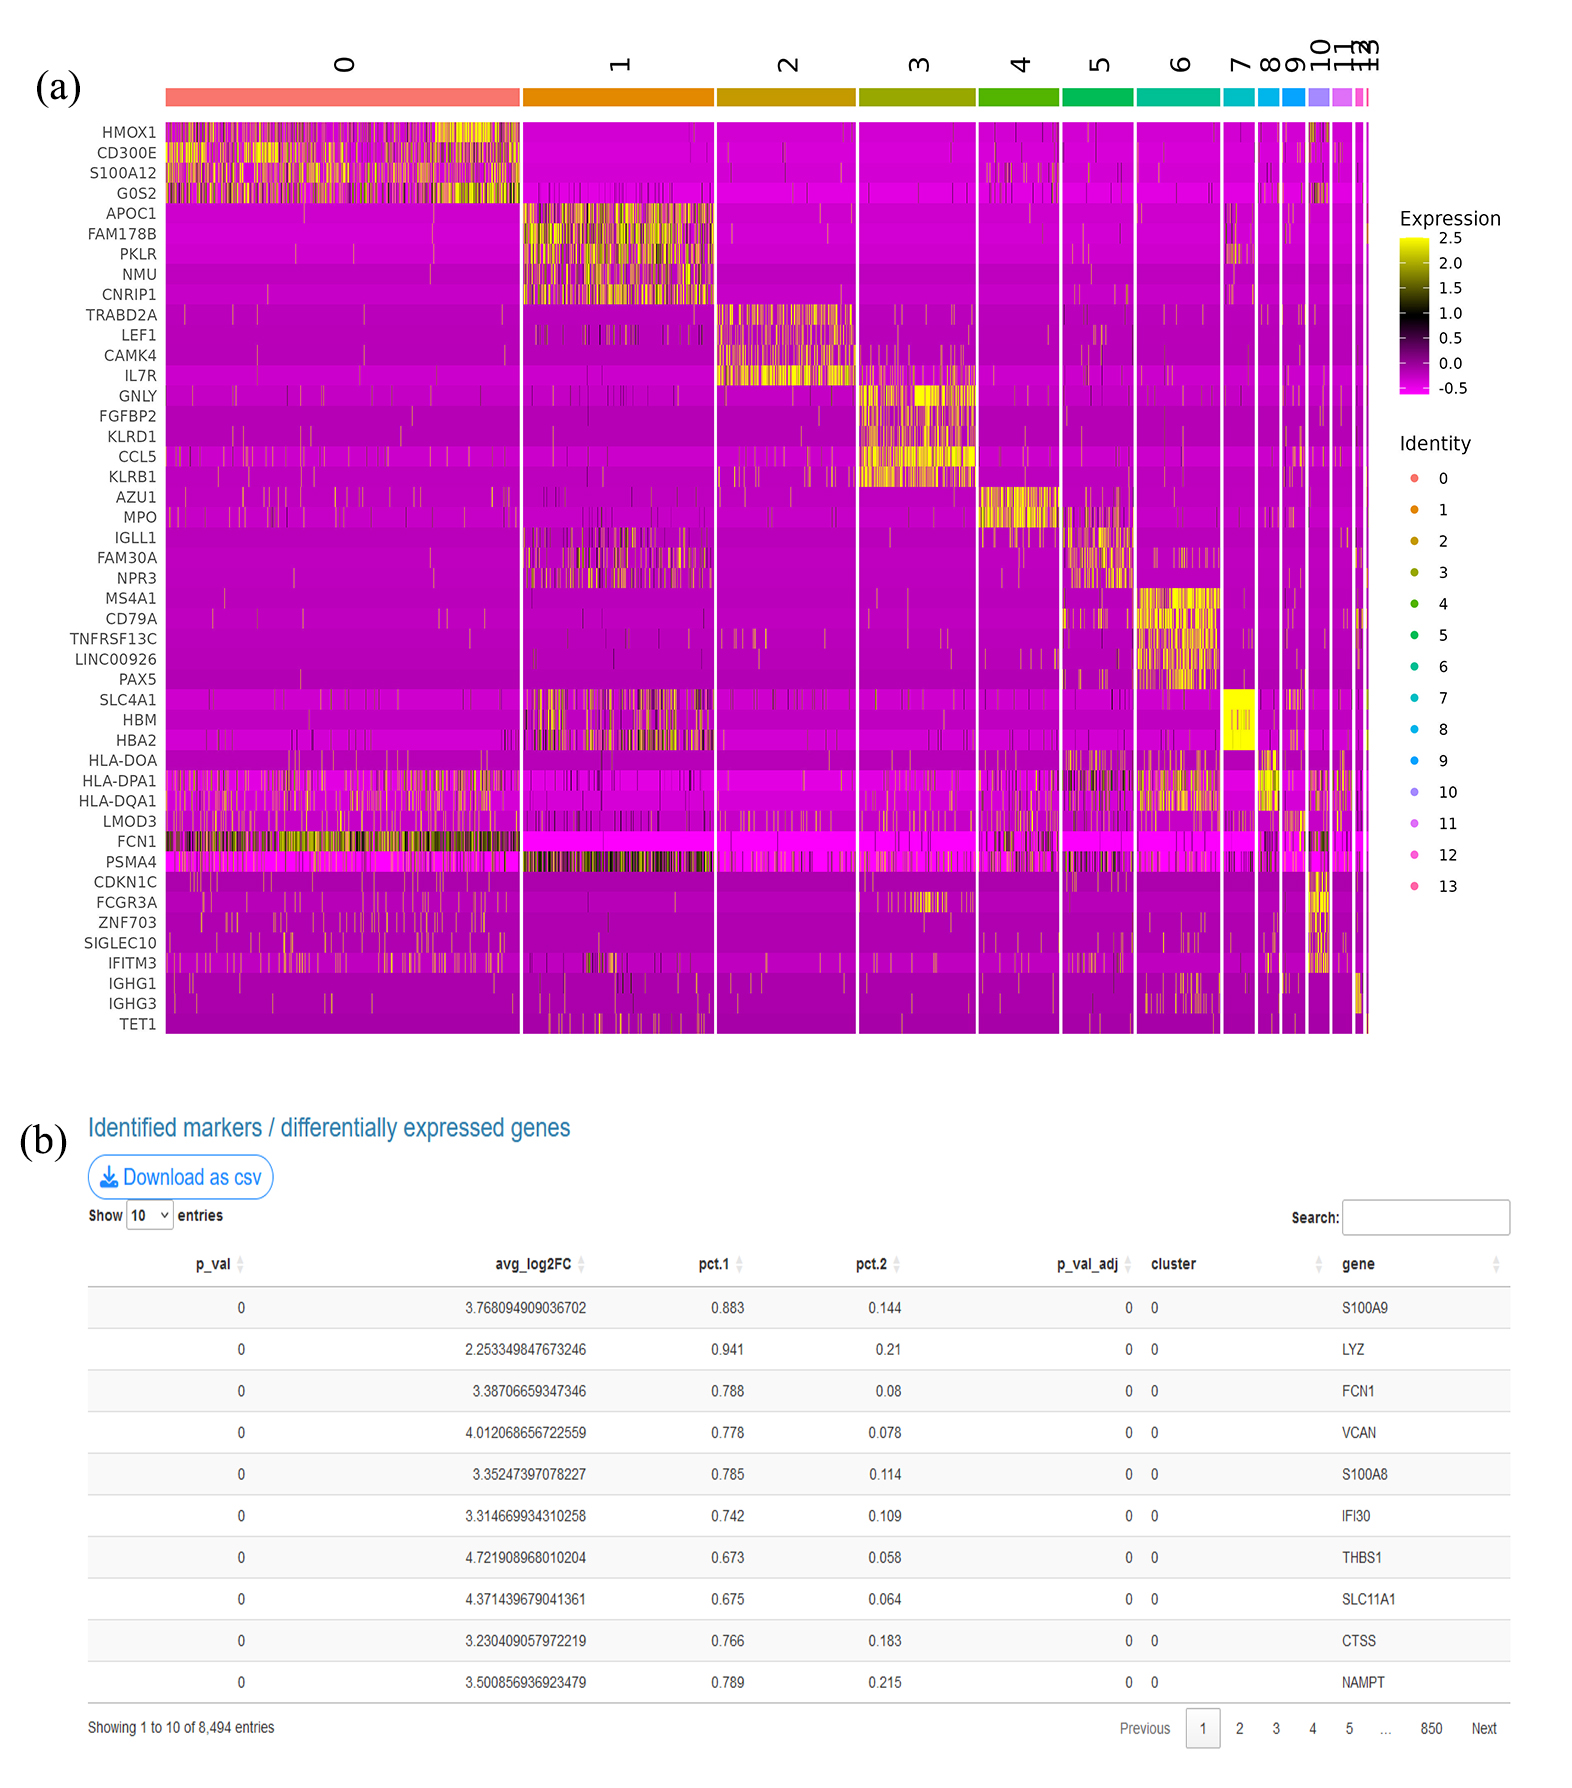 (a)
0 1 2 3 4 5 6 7 8 9 10 11 12 13
HMOX1
CD300E
S100A12
G0S2
APOC1
FAM178B
PKLR
NMU
CNRIP1
TRABD2A
LEF1
CAMK4
IL7R
GNLY
FGFBP2
KLRD1
CCL5
KLRB1
AZU1
MPO
IGLL1
FAM30A
NPR3
MS4A1
CD79A
TNFRSF13C
LINC00926
PAX5
SLC4A1
HBM
HBA2
HLA-DOA
HLA-DPA1
HLA-DQA1
LMOD3
FCN1
PSMA4
CDKN1C
FCGR3A
ZNF703
SIGLEC10
IFITM3
IGHG1
IGHG3
TET1
Expression
2.5
2.0
1.5
1.0
0.5
0.0
-0.5
Identity
0
1
2
3
4
5
6
7
8
9
10
11
12
13
(b)
Identified markers / differentially expressed genes
Download as csv
Show 10 entries
Search:
p_val avg_log2FC pct.1 pct.2 p_val_adj cluster gene
0 3.768094909036702 0.883 0.144 0 0 S100A9
0 2.253349847673246 0.941 0.21 0 0 LYZ
0 3.38706659347346 0.788 0.08 0 0 FCN1
0 4.012068656722559 0.778 0.078 0 0 VCAN
0 3.35247397078227 0.785 0.114 0 0 S100A8
0 3.314669934310258 0.742 0.109 0 0 IFI30
0 4.721908968010204 0.673 0.058 0 0 THBS1
0 4.371439679041361 0.675 0.064 0 0 SLC11A1
0 3.230409057972219 0.766 0.183 0 0 CTSS
0 3.500856936923479 0.789 0.215 0 0 NAMPT
Showing 1 to 10 of 8,494 entries
Previous 1 2 3 4 5 ... 850 Next